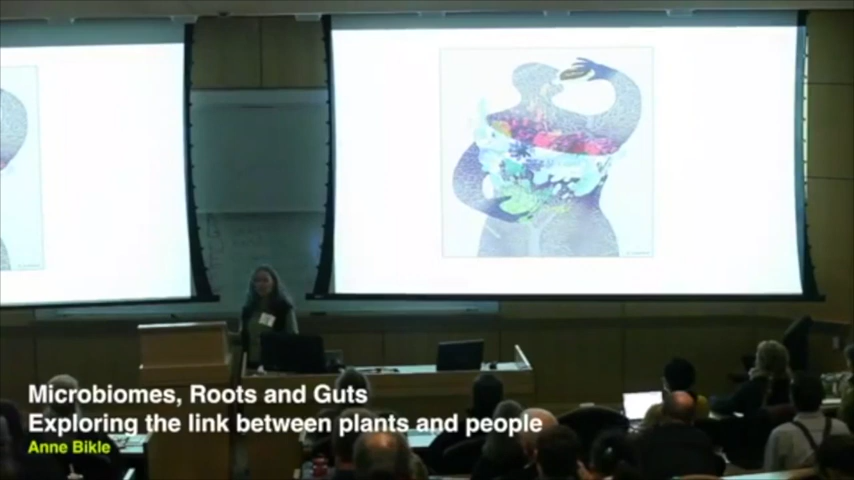 Microbiomes, Roots and Guts
Exploring the link between plants and people
Anne Bikle